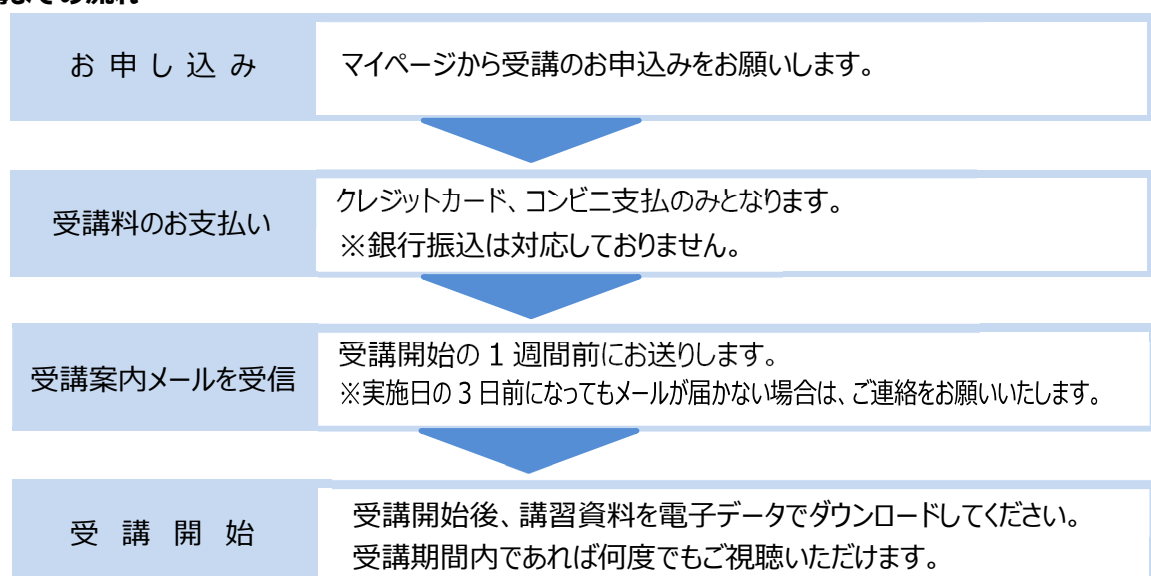 までの流れ
お申し込み
マイページから受講のお申込みをお願いします。
受講料のお支払い
クレジットカード、コンビニ支払のみとなります。
※銀行振込は対応しておりません。
受講案内メールを受信
受講開始の1週間前にお送りします。
※実施日の3日前になってもメールが届かない場合は、ご連絡をお願いいたします。
受講開始
受講開始後、講習資料を電子データでダウンロードしてください。
受講期間内であれば何度でもご視聴いただけます。